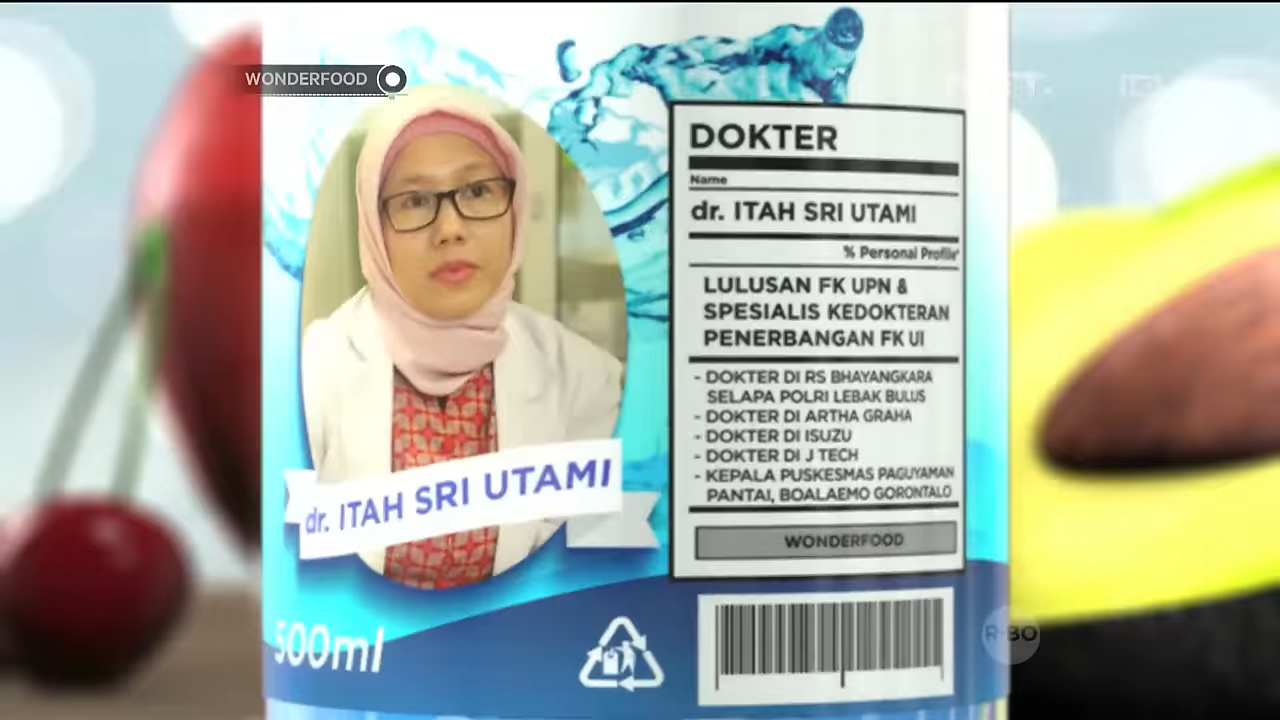 WONDERFOOD
DOKTER
Name
dr. ITAH SRI UTAMI
% Personal Profile*
LULUSAN FK UPN &
SPESIALIS KEDOKTERAN
PENERBANGAN FK UI
- DOKTER DI RS BHAYANGKARA
SELAPA POLRI LEBAK BULUS
- DOKTER DI ARTHA GRAHA
- DOKTER DI ISUZU
- DOKTER DI J TECH
- KEPALA PUSKESMAS PAGUYAMAN
PANTAI, BOALAEMO GORONTALO
WONDERFOOD
dr. ITAH SRI UTAMI
500ml
R-BO